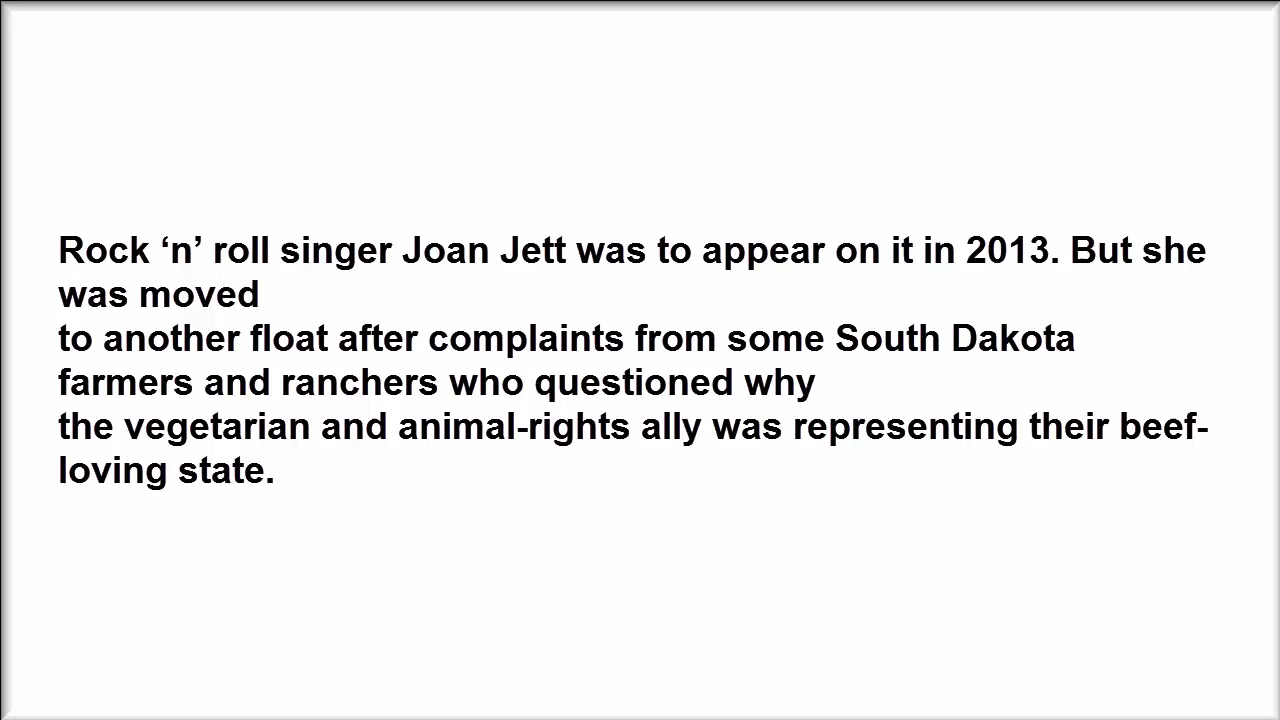 Rock ‘n’ roll singer Joan Jett was to appear on it in 2013. But she
was moved
to another float after complaints from some South Dakota
farmers and ranchers who questioned why
the vegetarian and animal-rights ally was representing their beef-
loving state.